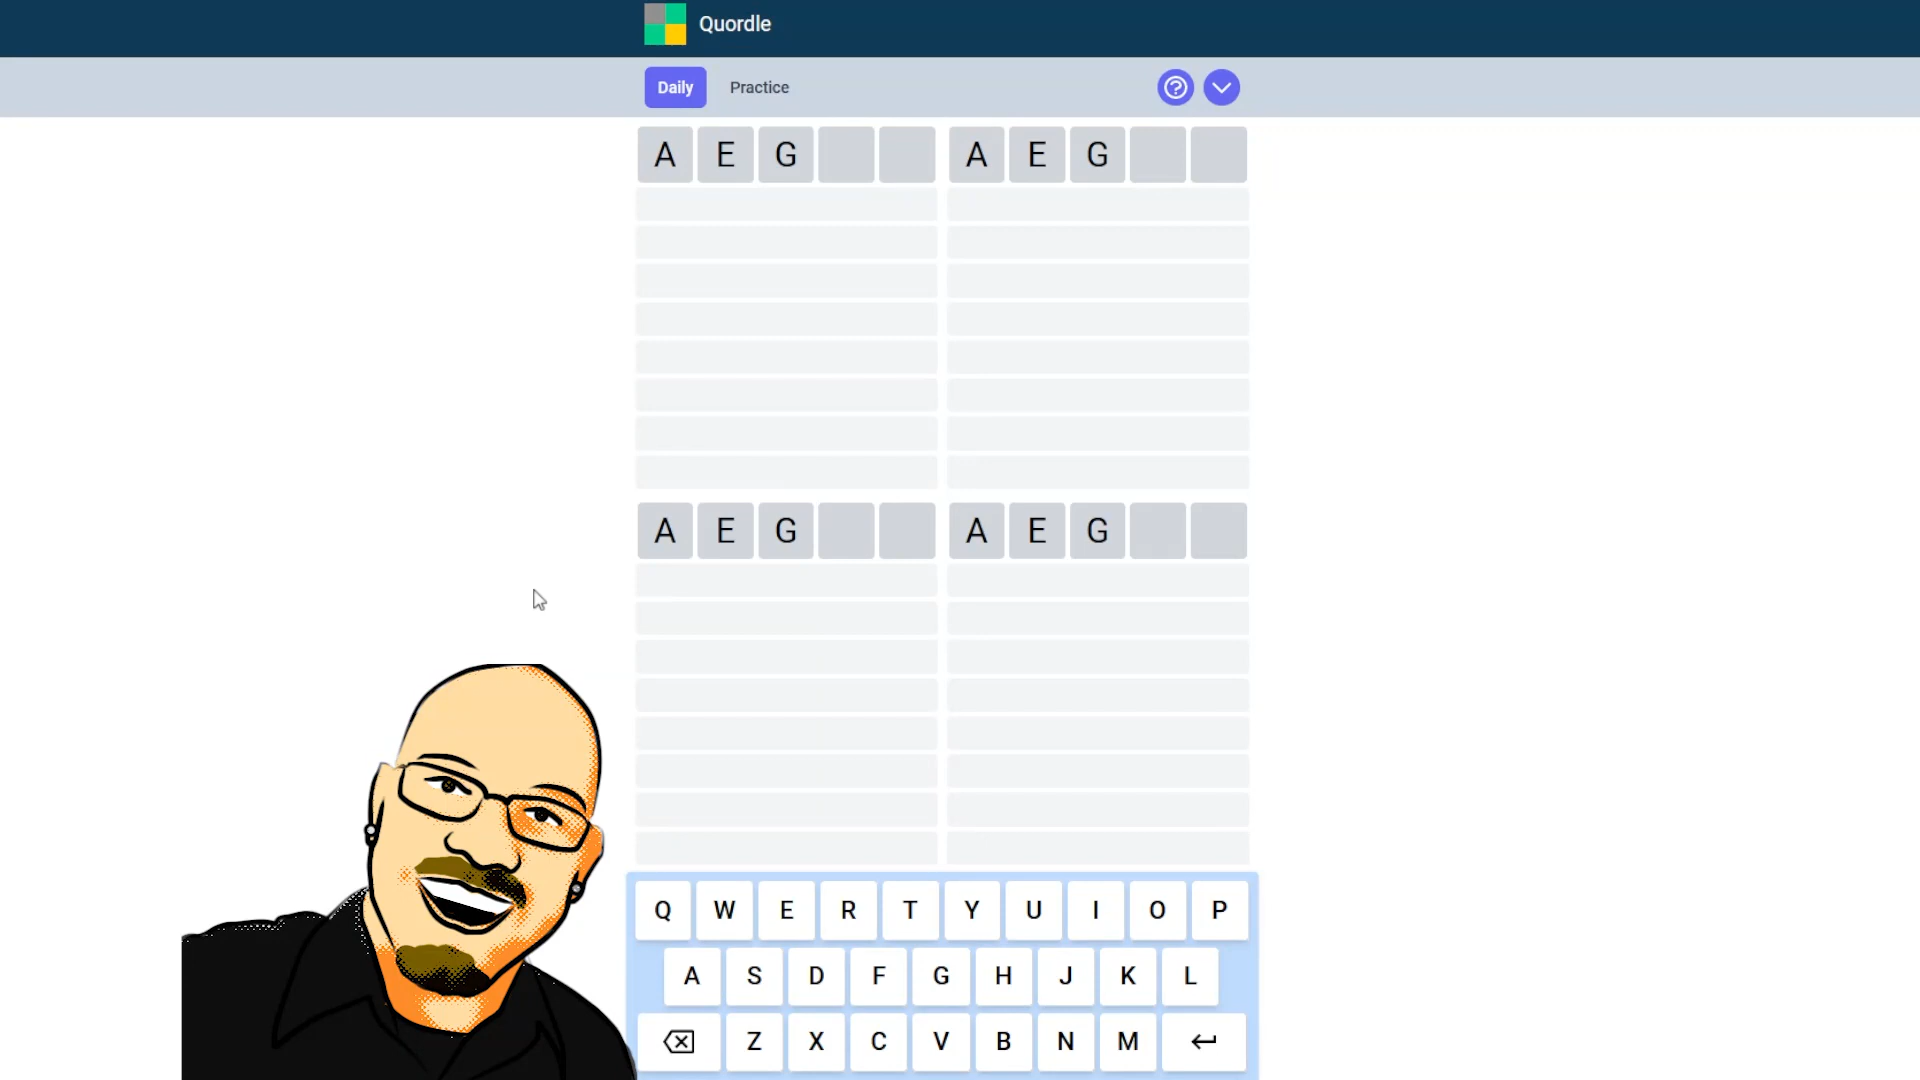 Quordle
Daily Practice
A E G A E G
A E G A E G
Q W E R T Y U I O P
A S D F G H J K L
Z X C V B N M